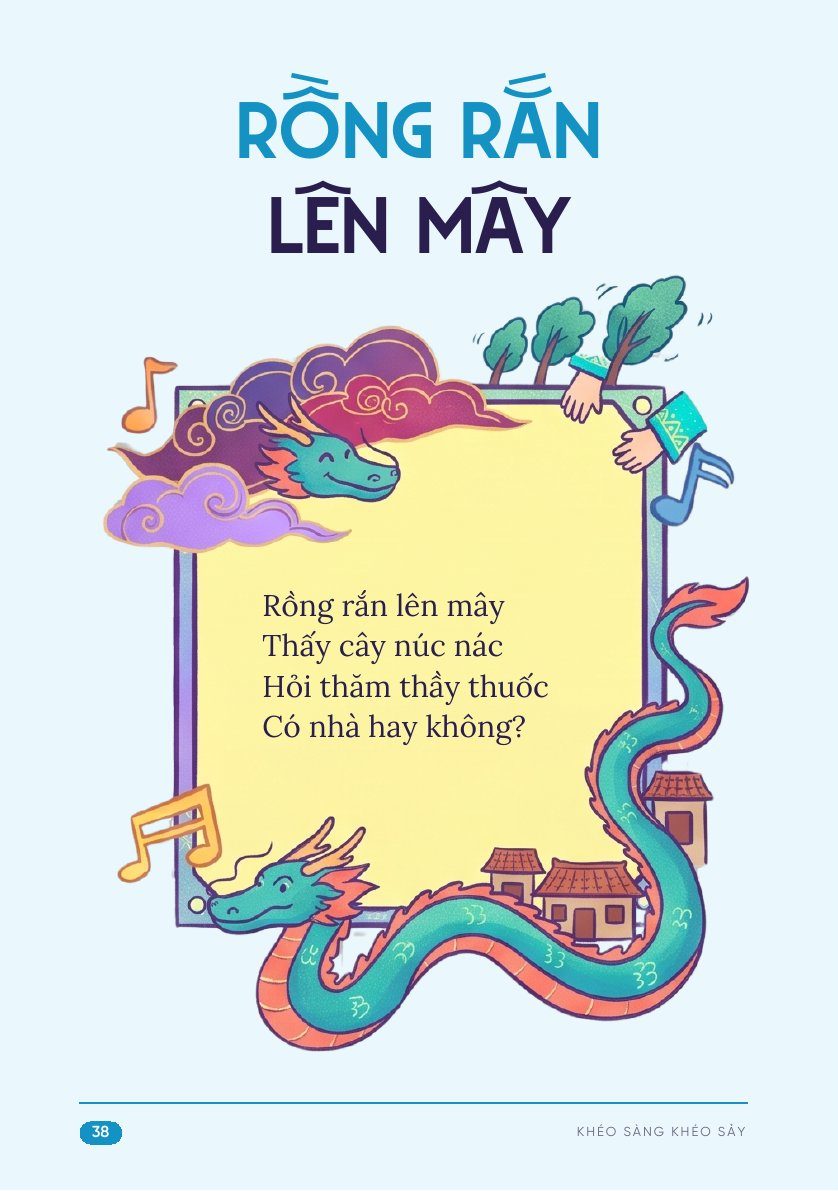 RỒNG RẮN
LÊN MÂY
Rồng rắn lên mây
Thấy cây núc nác
Hỏi thăm thầy thuốc
Có nhà hay không?
38
KHÉO SÀNG KHÉO SẢY